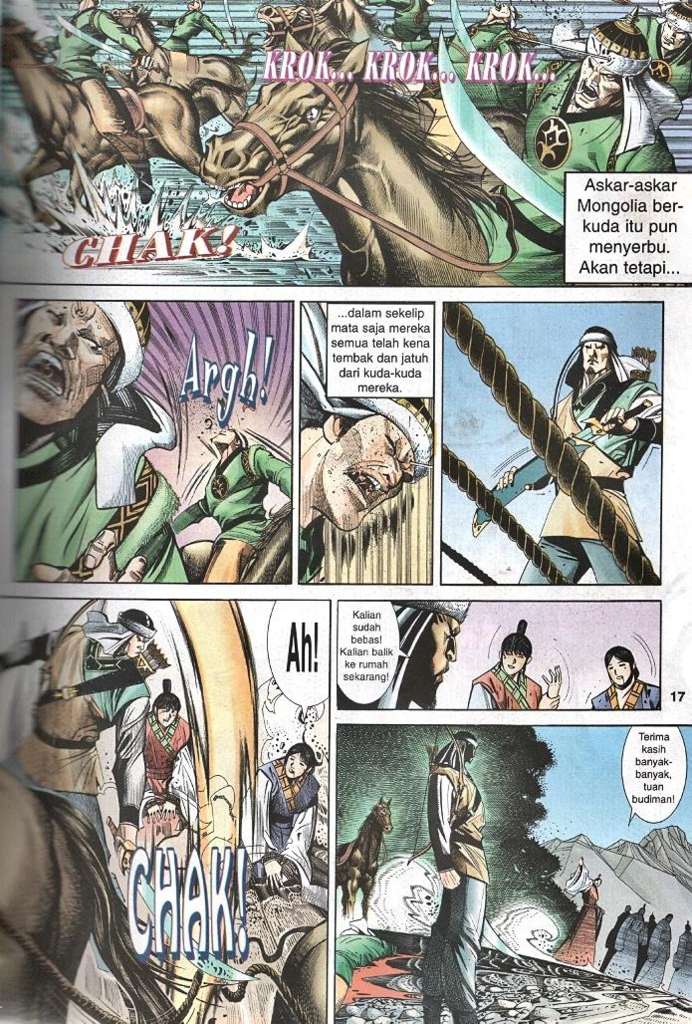 KROK... KROK... KROK...
CHAK!
Askar-askar
Mongolia ber-
kuda itu pun
menyerbu.
Akan tetapi...
Argh!
...dalam sekelip
mata saja mereka
semua telah kena
tembak dan jatuh
dari kuda-kuda
mereka.
Ah!
CHAK!
Kalian
sudah
bebas!
Kalian balik
ke rumah
sekarang!
17
Terima
kasih
banyak-
banyak,
tuan
budiman!